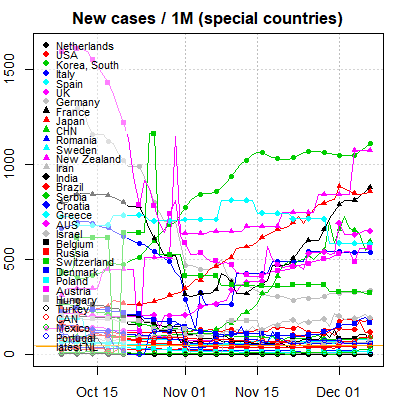 New cases / 1M (special countries)
1500
1000
500
0
Netherlands
USA
Korea, South
Italy
Spain
UK
Germany
France
Japan
CHN
Romania
Sweden
New Zealand
Iran
India
Brazil
Serbia
Croatia
Greece
AUS
Israel
Belgium
Russia
Switzerland
Denmark
Poland
Austria
Hungary
Turkey
CAN
Mexico
Portugal
latest NL
Oct 15 Nov 01 Nov 15 Dec 01